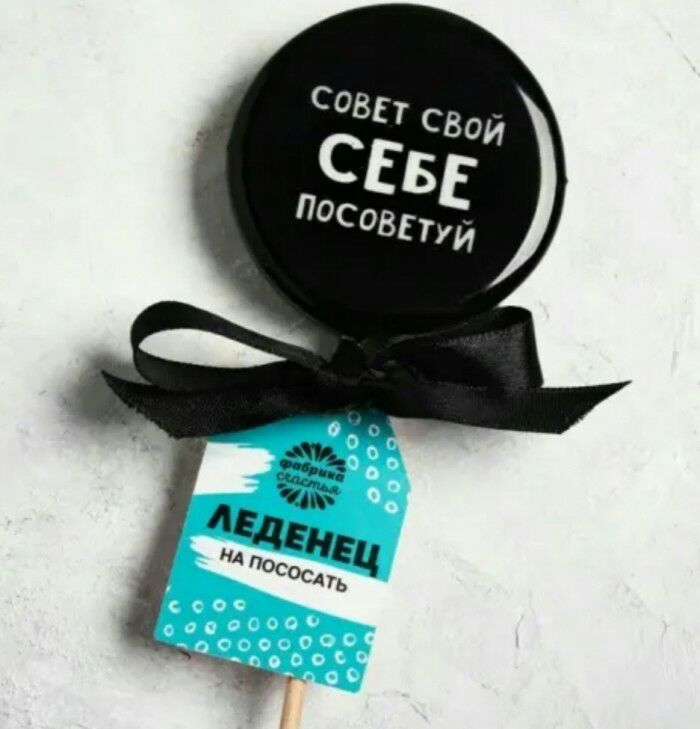 СОВЕТ СВОЙ
СЕБЕ
ПОСОВЕТУЙ
фабрика
счастья
ЛЕДЕНЕЦ
НА ПОСОСАТЬ